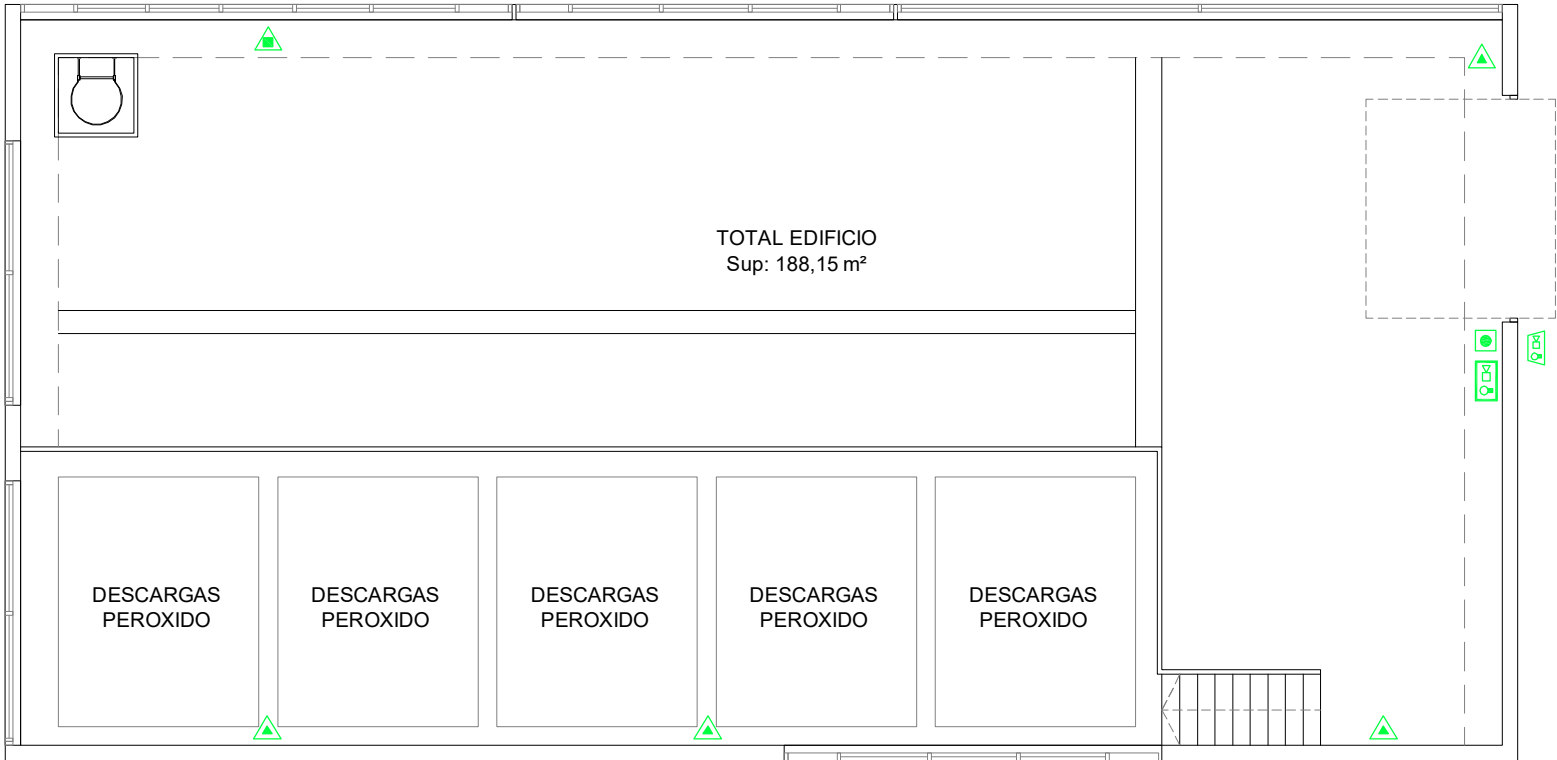 TOTAL EDIFICIO
Sup: 188,15 m²
DESCARGAS
PEROXIDO
DESCARGAS
PEROXIDO
DESCARGAS
PEROXIDO
DESCARGAS
PEROXIDO
DESCARGAS
PEROXIDO